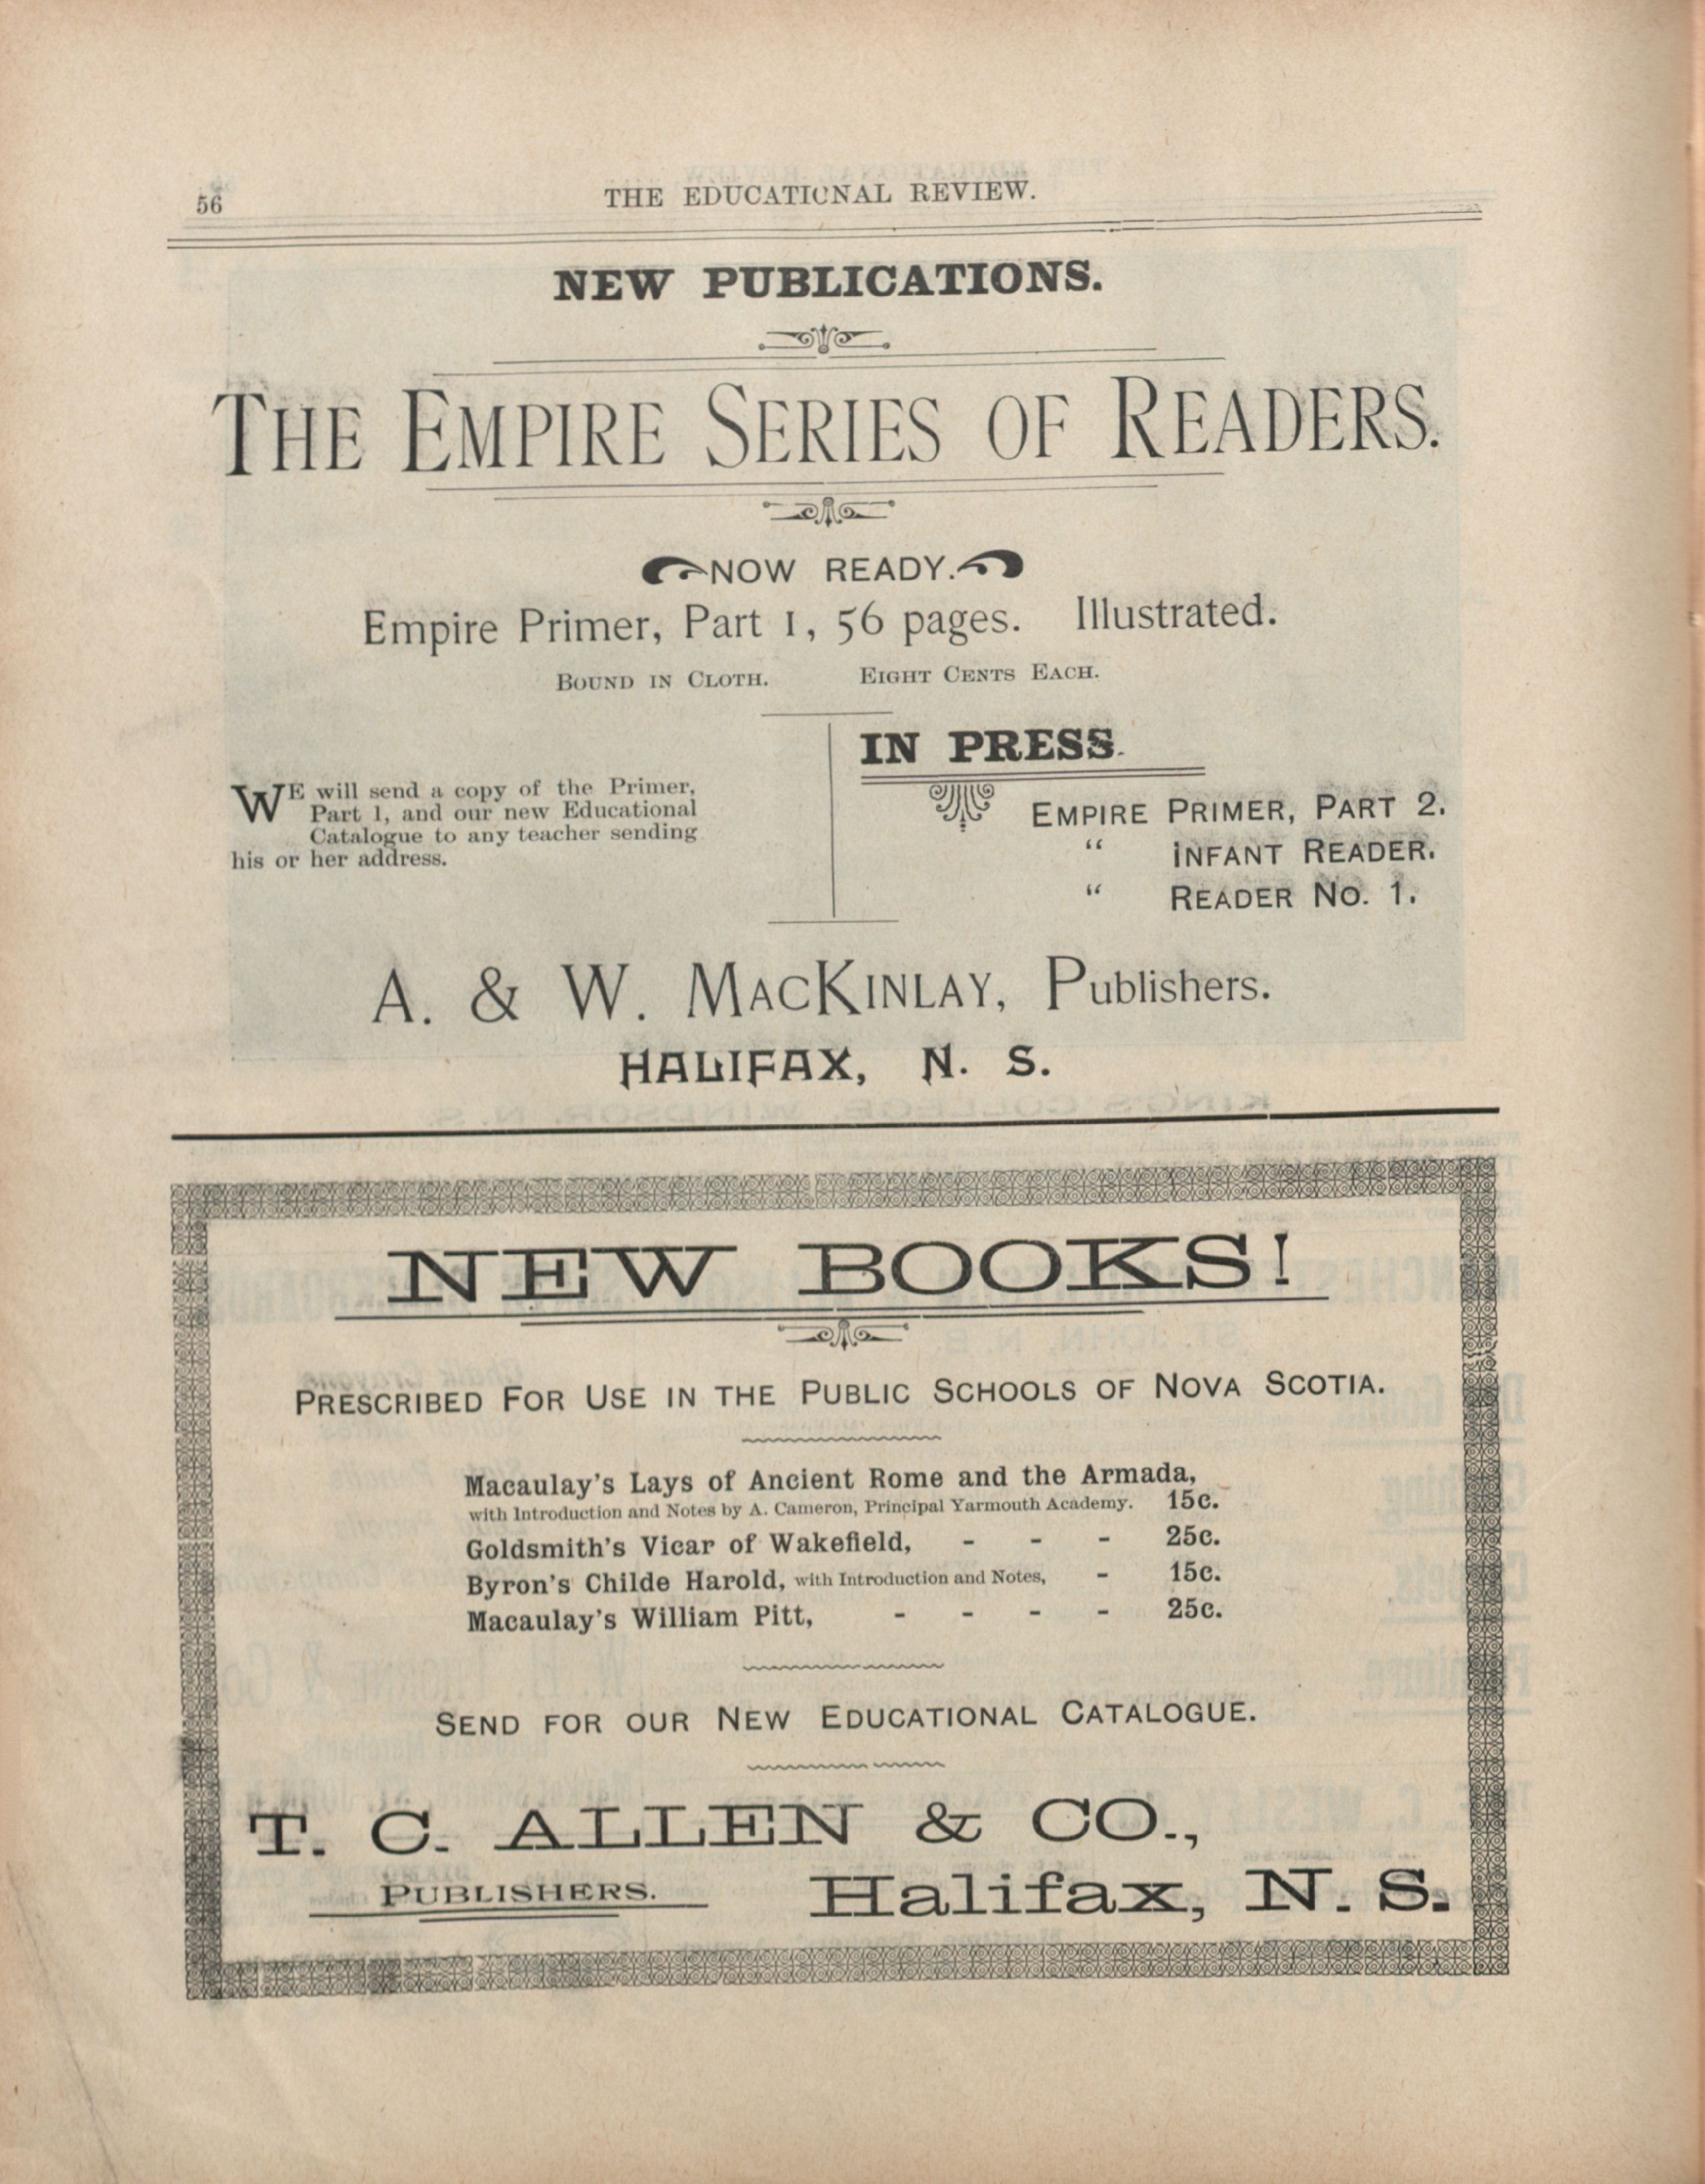 56
THE EDUCATIONAL REVIEW.
NEW PUBLICATIONS.
THE EMPIRE SERIES OF READERS.
NOW READY.
Empire Primer, Part 1, 56 pages. Illustrated.
BOUND IN CLOTH. EIGHT CENTS EACH.
WE will send a copy of the Primer,
Part 1, and our new Educational
Catalogue to any teacher sending
his or her address.
IN PRESS.
EMPIRE PRIMER, PART 2.
“ INFANT READER.
“ READER NO. 1.
A. & W. MACKINLAY, Publishers.
HALIFAX, N. S.
NEW BOOKS!
PRESCRIBED FOR USE IN THE PUBLIC SCHOOLS OF NOVA SCOTIA.
Macaulay's Lays of Ancient Rome and the Armada,
with Introduction and Notes by A. Cameron, Principal Yarmouth Academy. 15c.
Goldsmith's Vicar of Wakefield, - - - 25c.
Byron's Childe Harold, with Introduction and Notes, - 15c.
Macaulay's William Pitt, - - - - 25c.
SEND FOR OUR NEW EDUCATIONAL CATALOGUE.
T. C. ALLEN & CO.,
PUBLISHERS. Halifax, N. S.